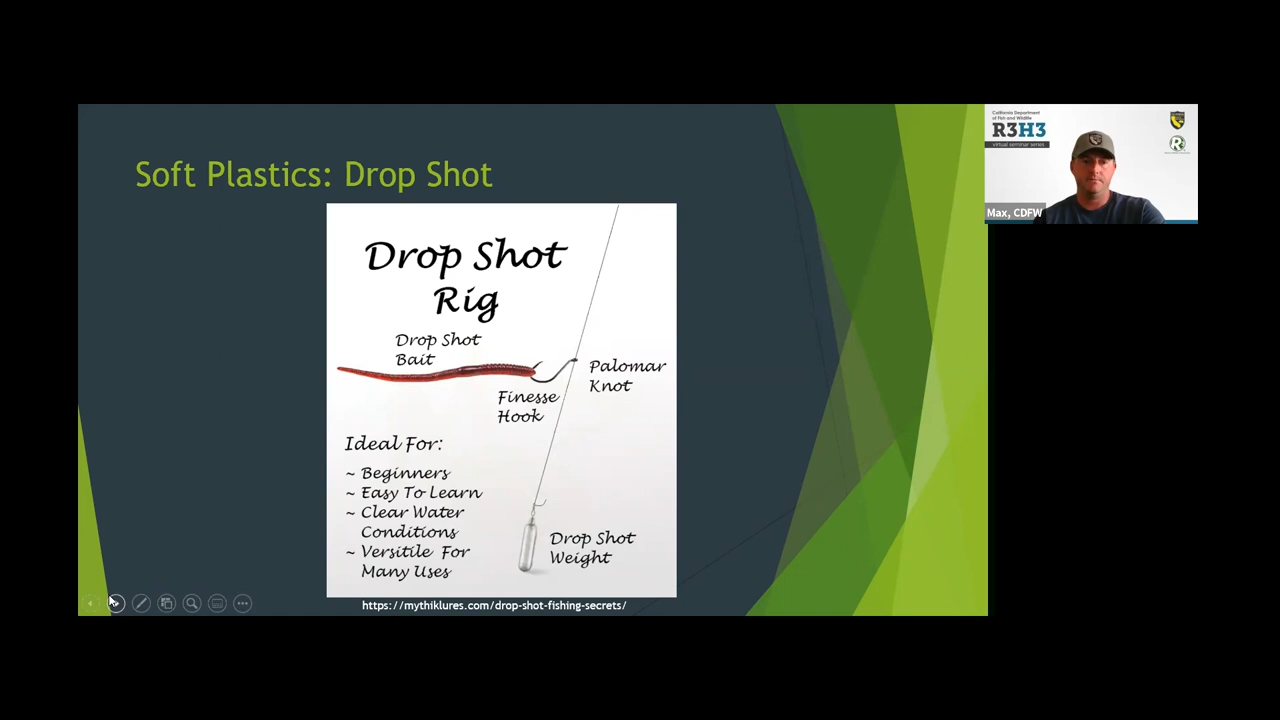 Soft Plastics: Drop Shot
Drop Shot
Rig
Drop Shot
Bait
Palomar
Knot
Finesse
Hook
Ideal For:
~ Beginners
~ Easy To Learn
~ Clear Water
Conditions
~ Versitile For
Many Uses
Drop Shot
Weight
https://mythiklures.com/drop-shot-fishing-secrets/
California Department
of Fish and Wildlife
R3H3
virtual seminar series
Max, CDFW